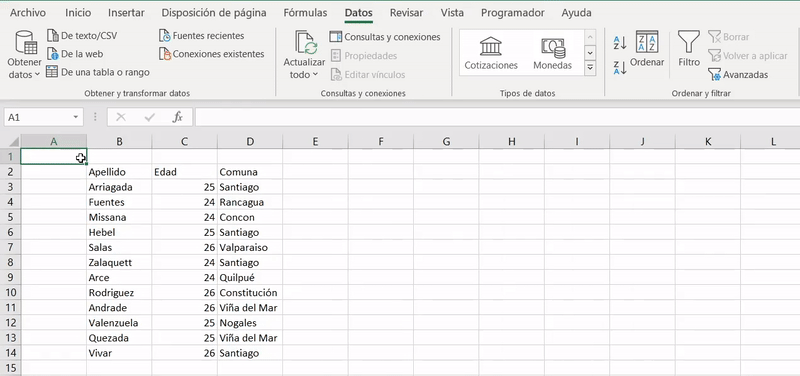 Archivo Inicio Insertar Disposición de página Fórmulas Datos Revisar Vista Programador Ayuda
Obtener datos
De texto/CSV
De la web
De una tabla o rango
Fuentes recientes
Conexiones existentes
Obtener y transformar datos
Actualizar todo
Consultas y conexiones
Propiedades
Editar vínculos
Consultas y conexiones
Cotizaciones Monedas
Tipos de datos
Ordenar
Filtro
Borrar
Volver a aplicar
Avanzadas
Ordenar y filtrar
A1 fx
A B C D E F G H I J K L
1
2 Apellido Edad Comuna
3 Arriagada 25 Santiago
4 Fuentes 24 Rancagua
5 Missana 24 Concon
6 Hebel 25 Santiago
7 Salas 26 Valparaiso
8 Zalaquett 24 Santiago
9 Arce 24 Quilpué
10 Rodriguez 26 Constitución
11 Andrade 26 Viña del Mar
12 Valenzuela 25 Nogales
13 Quezada 25 Viña del Mar
14 Vivar 26 Santiago
15